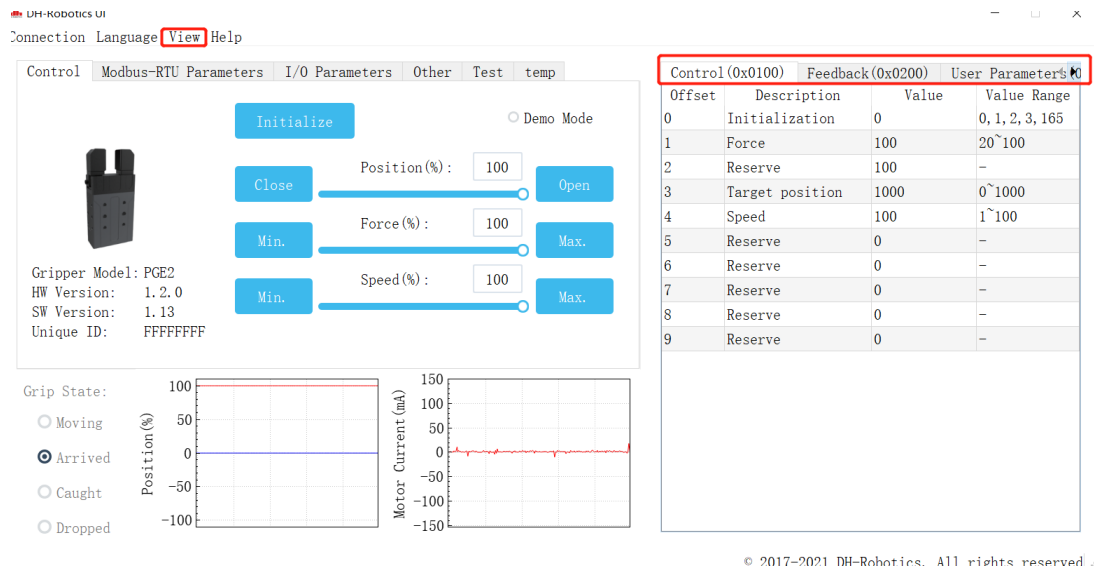 DH-Robotics UI
Connection Language View Help
Control Modbus-RTU Parameters I/O Parameters Other Test temp
Initialize
Demo Mode
Position(%): 100
Close Open
Force(%): 100
Min. Max.
Speed(%): 100
Min. Max.
Gripper Model: PGE2
HW Version: 1.2.0
SW Version: 1.13
Unique ID: FFFFFFFF
Grip State:
Moving
Arrived
Caught
Dropped
Position(%)
100
50
0
-50
-100
Motor Current(mA)
150
100
50
0
-50
-100
-150
Control(0x0100) Feedback(0x0200) User Parameters
Offset Description Value Value Range
0 Initialization 0 0,1,2,3,165
1 Force 100 20~100
2 Reserve 100 -
3 Target position 1000 0~1000
4 Speed 100 1~100
5 Reserve 0 -
6 Reserve 0 -
7 Reserve 0 -
8 Reserve 0 -
9 Reserve 0 -
© 2017-2021 DH-Robotics. All rights reserved.